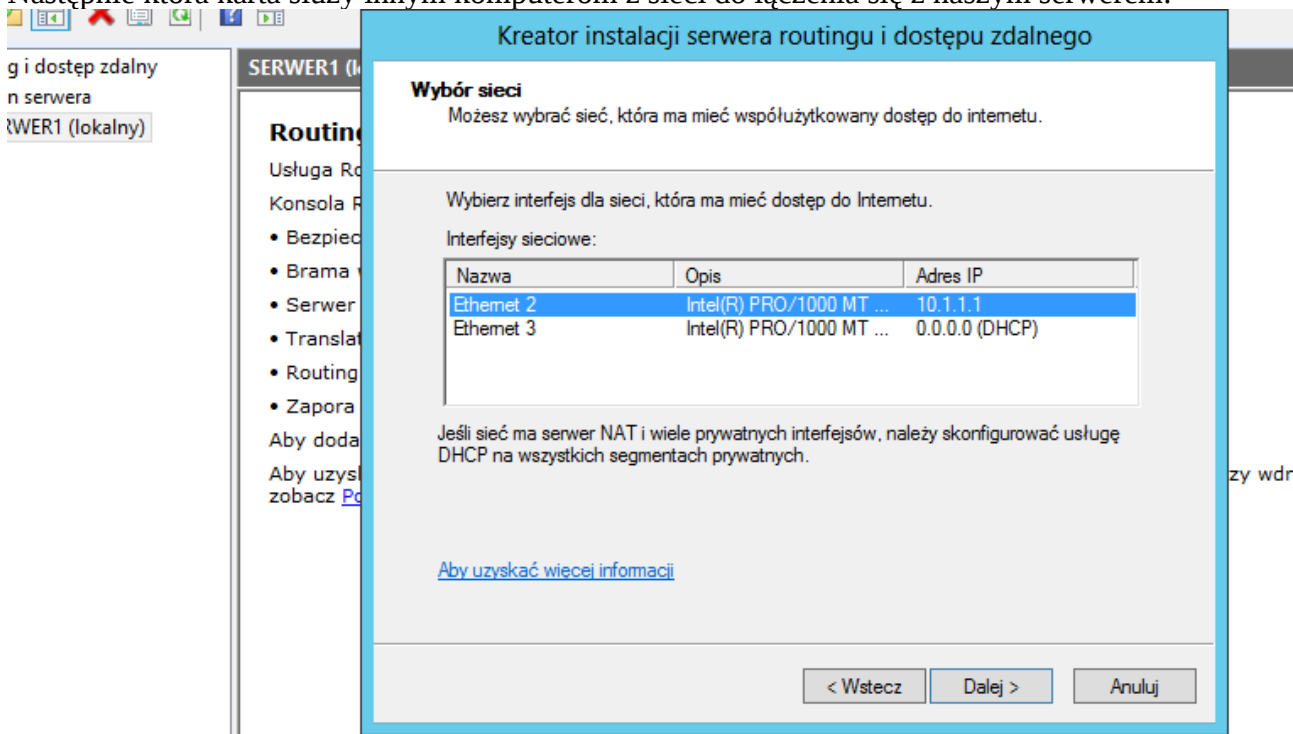 Następnie która karta służy innym komputerom z sieci do łączenia się z naszym serwerem.
Kreator instalacji serwera routingu i dostępu zdalnego
g i dostęp zdalny
n serwera
RWER1 (lokalny)
SERWER1 (l
Routing
Usługa Ro
Konsola R
• Bezpiec
• Brama
• Serwer
• Translat
• Routing
• Zapora
Aby doda
Aby uzysk
zobacz Po
zy wdr
Wybór sieci
Możesz wybrać sieć, która ma mieć współużytkowany dostęp do internetu.
Wybierz interfejs dla sieci, która ma mieć dostęp do Internetu.
Interfejsy sieciowe:
Nazwa Opis Adres IP
Ethernet 2 Intel(R) PRO/1000 MT ... 10.1.1.1
Ethernet 3 Intel(R) PRO/1000 MT ... 0.0.0.0 (DHCP)
Jeśli sieć ma serwer NAT i wiele prywatnych interfejsów, należy skonfigurować usługę
DHCP na wszystkich segmentach prywatnych.
Aby uzyskać więcej informacji
< Wstecz Dalej > Anuluj